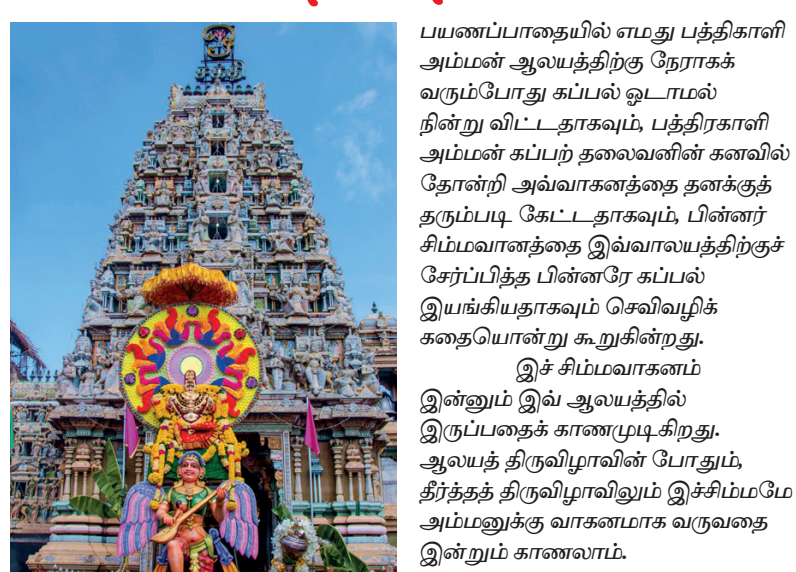 சக்தி
பயணப்பாதையில் எமது பத்திகாளி
அம்மன் ஆலயத்திற்கு நேராகக்
வரும்போது கப்பல் ஓடாமல்
நின்று விட்டதாகவும், பத்திரகாளி
அம்மன் கப்பற் தலைவனின் கனவில்
தோன்றி அவ்வாகனத்தை தனக்குத்
தரும்படி கேட்டதாகவும், பின்னர்
சிம்மவானத்தை இவ்வாலயத்திற்குச்
சேர்ப்பித்த பின்னரே கப்பல்
இயங்கியதாகவும் செவிவழிக்
கதையொன்று கூறுகின்றது.
இச் சிம்மவாகனம்
இன்னும் இவ் ஆலயத்தில்
இருப்பதைக் காணமுடிகிறது.
ஆலயத் திருவிழாவின் போதும்,
தீர்த்தத் திருவிழாவிலும் இச்சிம்மமே
அம்மனுக்கு வாகனமாக வருவதை
இன்றும் காணலாம்.